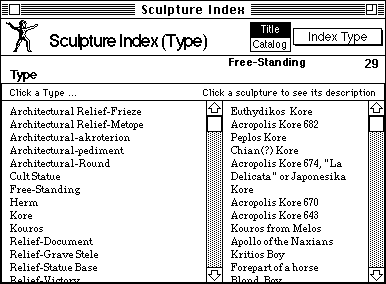 Sculpture Index
Sculpture Index (Type)
Title
Catalog
Index Type
Free-Standing
29
Type
Click a Type ...
Click a sculpture to see its description
Architectural Relief-Frieze
Architectural Relief-Metope
Architectural-akroterion
Architectural-pediment
Architectural-Round
Cult Statue
Free-Standing
Herm
Kore
Kouros
Relief-Document
Relief-Grave Stele
Relief-Statue Base
Relief-Victory
Euthydikos Kore
Acropolis Kore 682
Peplos Kore
Chian(?) Kore
Acropolis Kore 674, "La
Delicata" or Japonesika
Kore
Acropolis Kore 670
Acropolis Kore 643
Kouros from Melos
Apollo of the Naxians
Kritios Boy
Forepart of a horse
Blond Boy